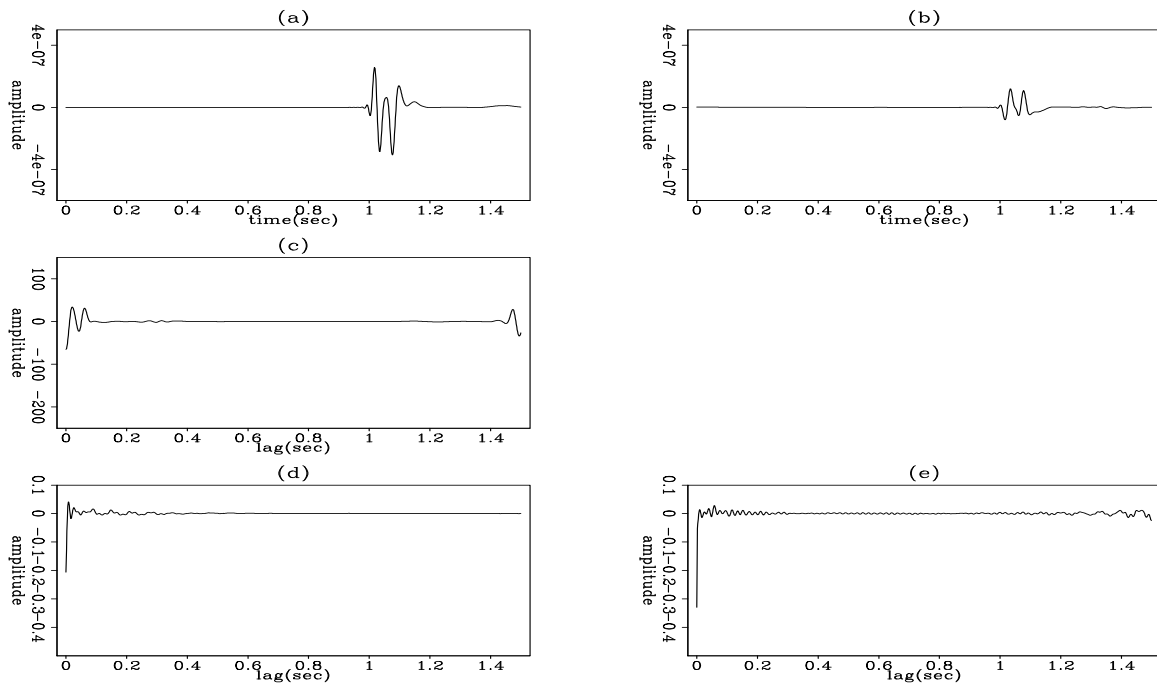 (a)
4e-07
0
-4e-07
amplitude
0 0.2 0.4 0.6 0.8 1 1.2 1.4
time(sec)
(b)
4e-07
0
-4e-07
amplitude
0 0.2 0.4 0.6 0.8 1 1.2 1.4
time(sec)
(c)
100
0
-100
-200
amplitude
0 0.2 0.4 0.6 0.8 1 1.2 1.4
lag(sec)
(d)
0.1
0
-0.1
-0.2
-0.3
-0.4
amplitude
0 0.2 0.4 0.6 0.8 1 1.2 1.4
lag(sec)
(e)
0.1
0
-0.1
-0.2
-0.3
-0.4
amplitude
0 0.2 0.4 0.6 0.8 1 1.2 1.4
lag(sec)